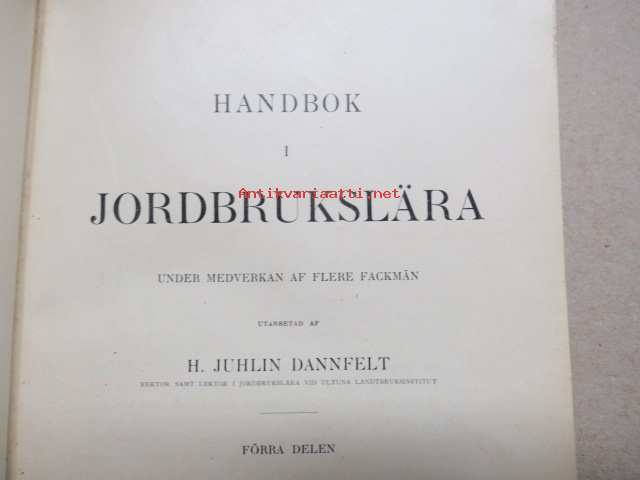 HANDBOK
I
Antikvariaatti.net
JORDBRUKSLÄRA
UNDER MEDVERKAN AF FLERE FACKMÄN
UTARBETAD AF
H. JUHLIN DANNFELT
REKTOR SAMT LEKTOR I JORDBRUKSLÄRA VID ULTUNA LANDTBRUKSINSTITUT
FÖRRA DELEN